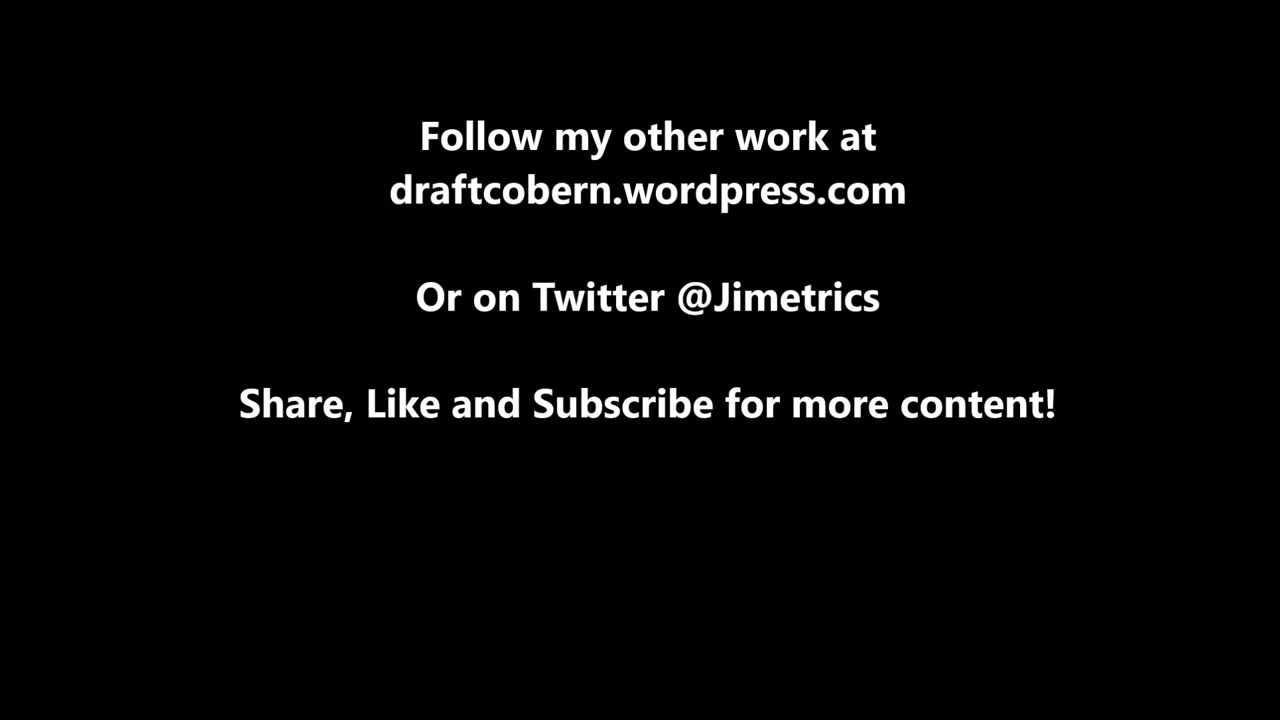 Follow my other work at
draftcobern.wordpress.com
Or on Twitter @Jimetrics
Share, Like and Subscribe for more content!